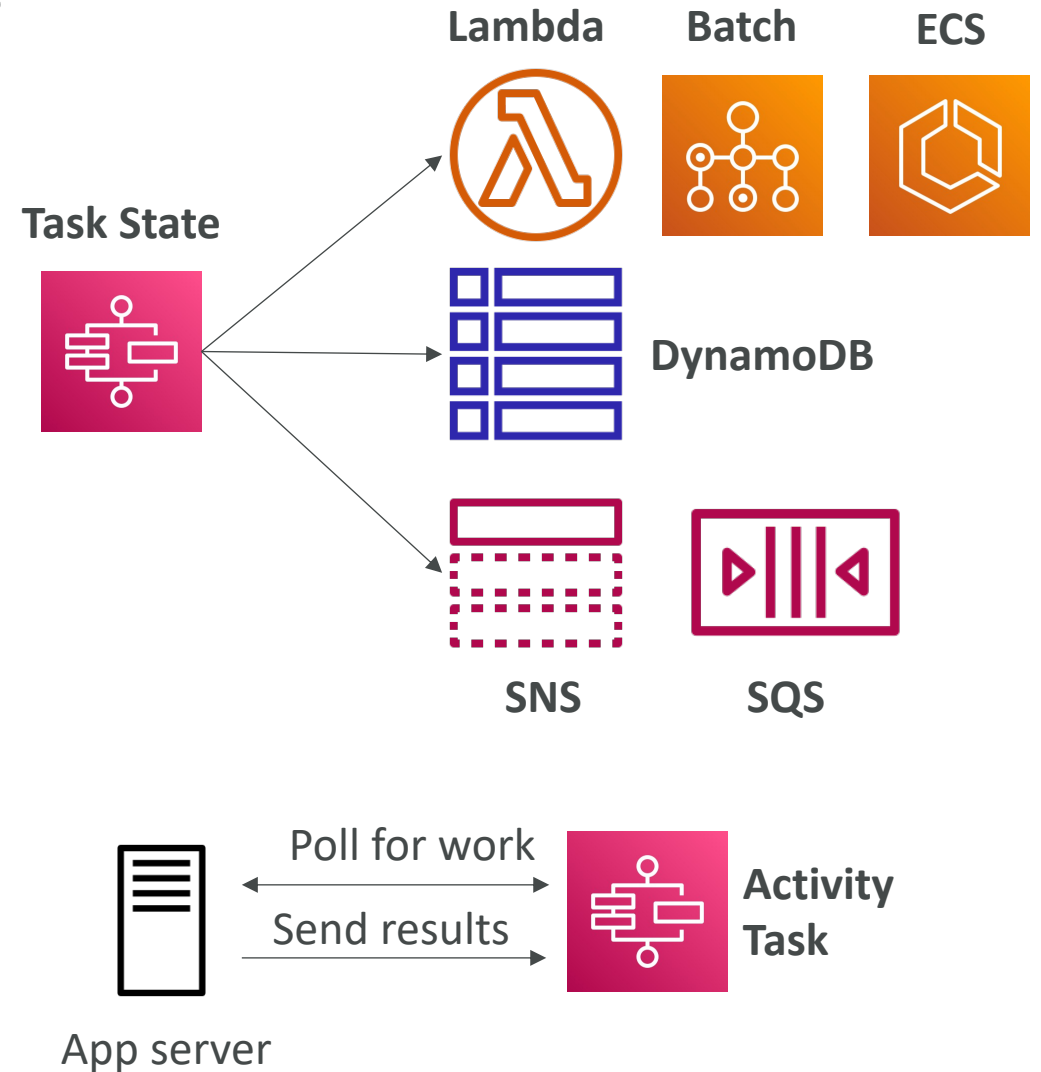 Lambda Batch ECS
Task State
DynamoDB
SNS SQS
Poll for work
Send results
Activity
Task
App server